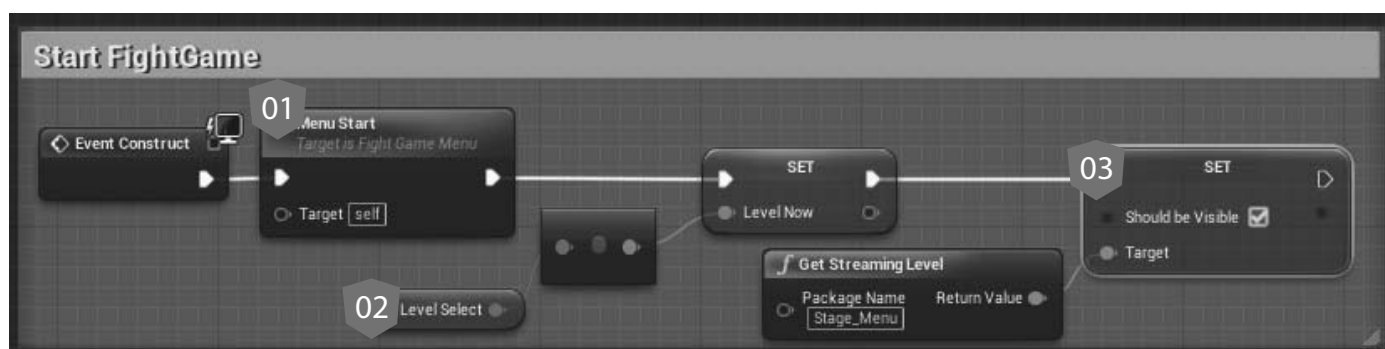 Start FightGame
01
Menu Start
Event Construct
Target is Fight Game Menu
Target self
SET
Level Now
03
SET
Should be Visible
Target
02
Level Select
f Get Streaming Level
Package Name
Return Value
Stage_Menu